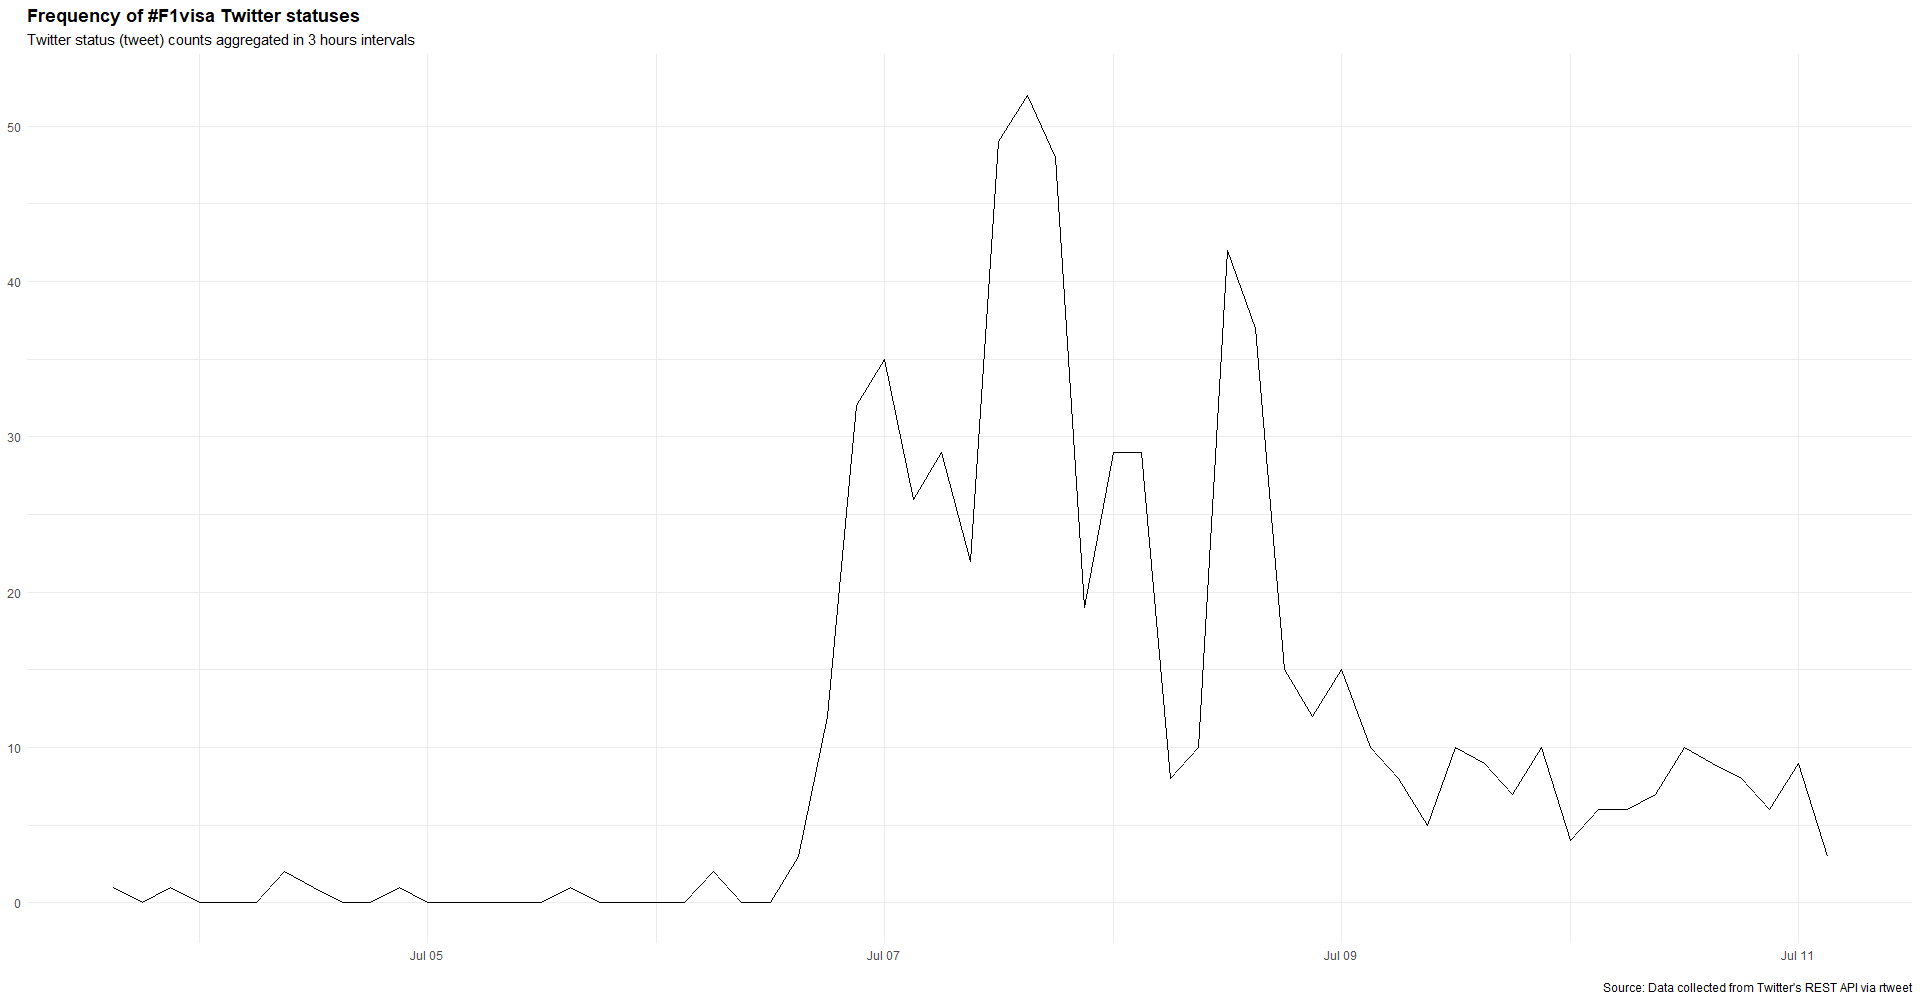 Frequency of #F1visa Twitter statuses
Twitter status (tweet) counts aggregated in 3 hours intervals
50
40
30
20
10
0
Jul 05 Jul 07 Jul 09 Jul 11
Source: Data collected from Twitter's REST API via rtweet